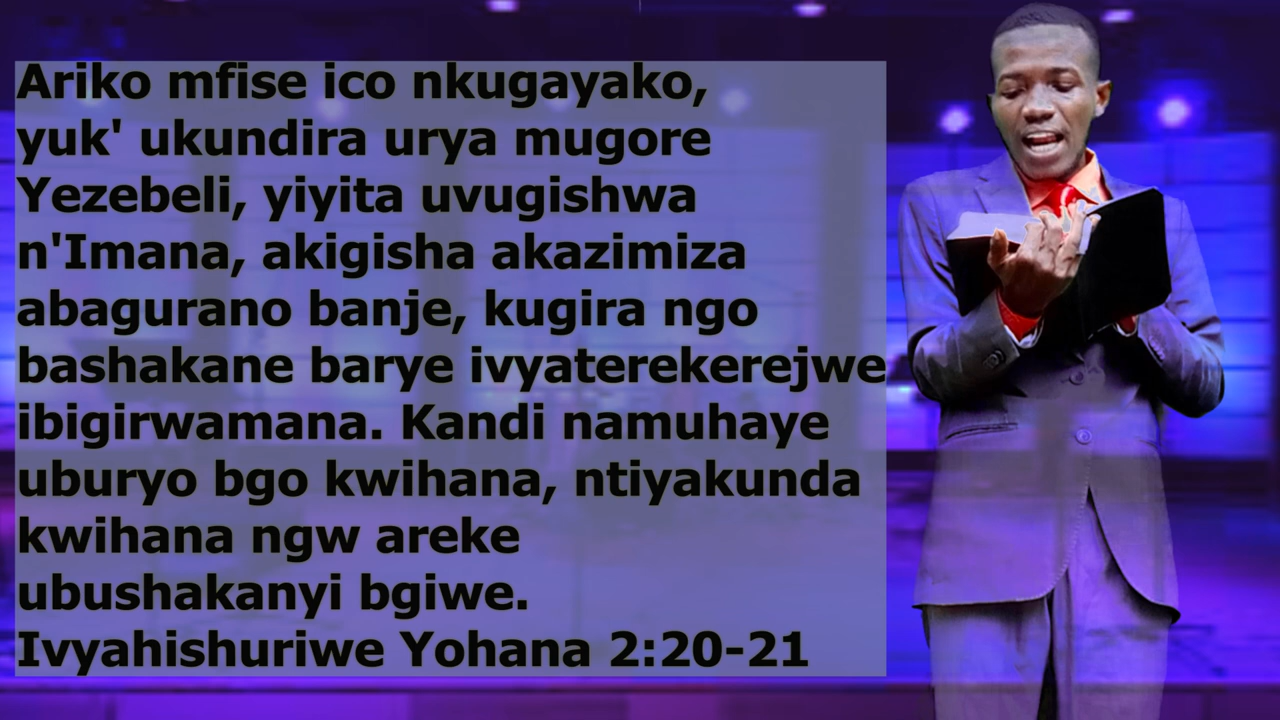 Ariko mfise ico nkugayako,
yuk' ukundira urya mugore
Yezebeli, yiyita uvugishwa
n'Imana, akigisha akazimiza
abagurano banje, kugira ngo
bashakane barye ivyaterekerejwe
ibigirwamana. Kandi namuhaye
uburyo bgo kwihana, ntiyakunda
kwihana ngw areke
ubushakanyi bgiwe.
Ivyahishuriwe Yohana 2:20-21